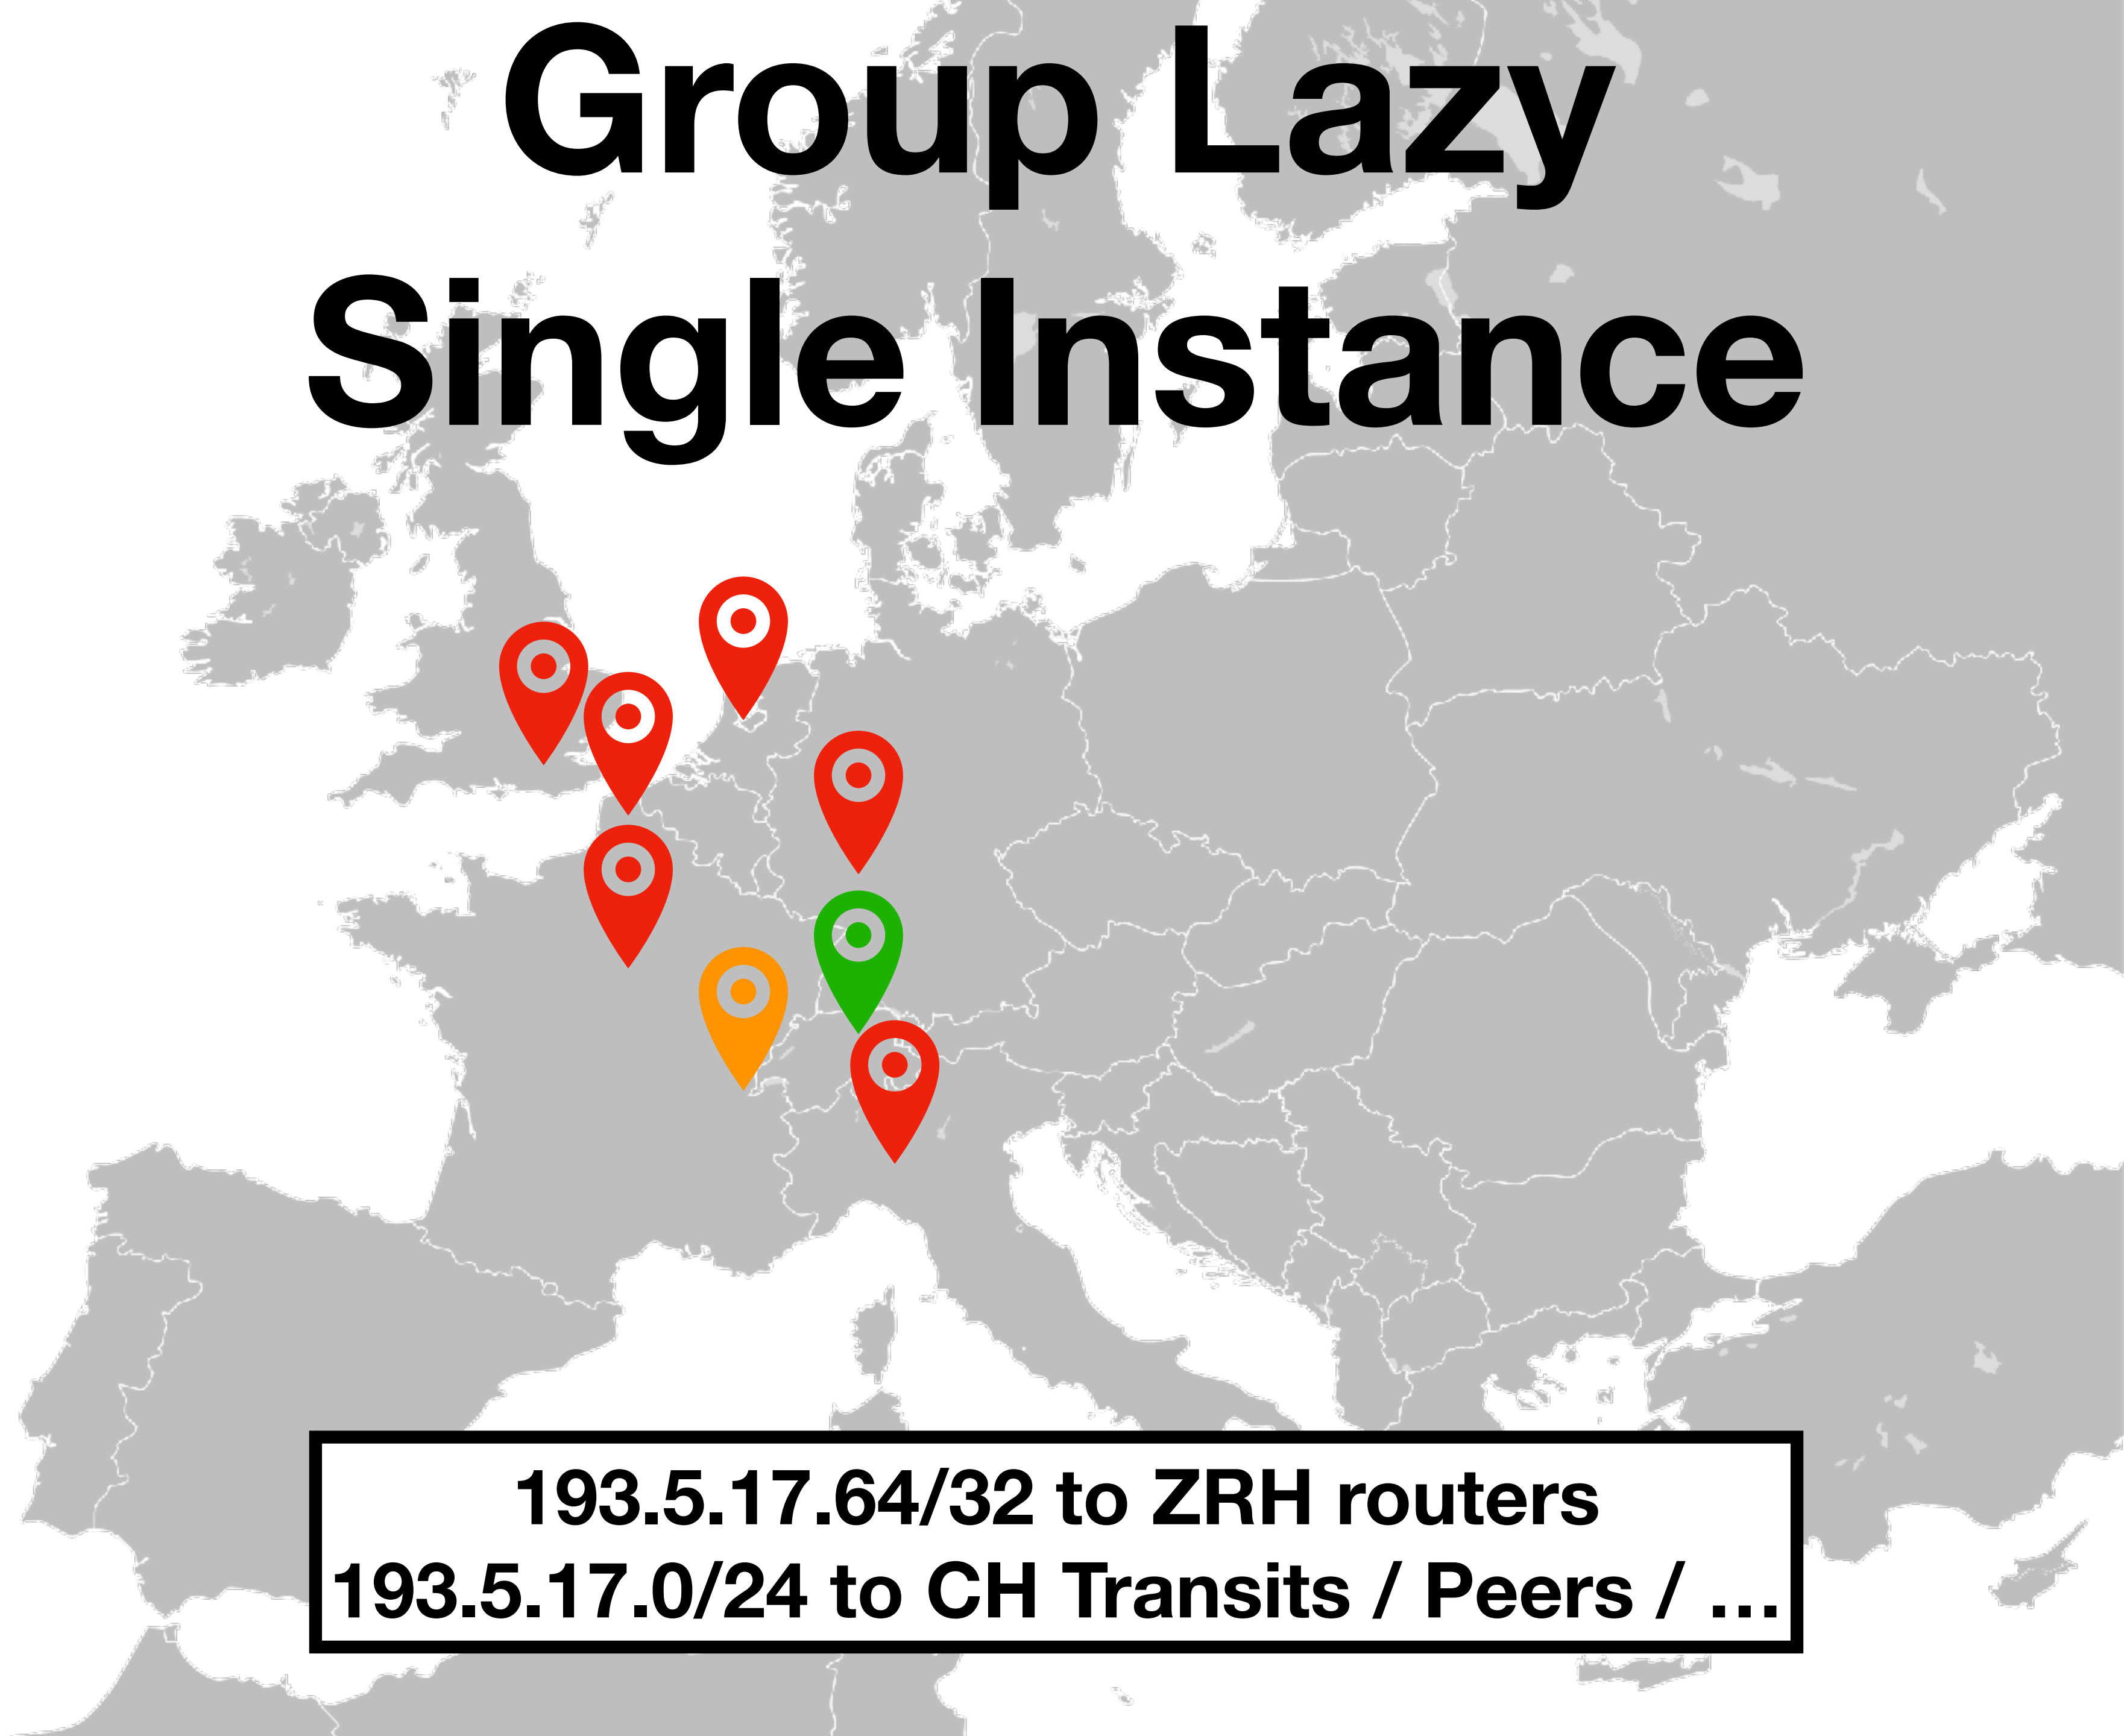 Group Lazy
Single Instance
193.5.17.64/32 to ZRH routers
193.5.17.0/24 to CH Transits / Peers / ...